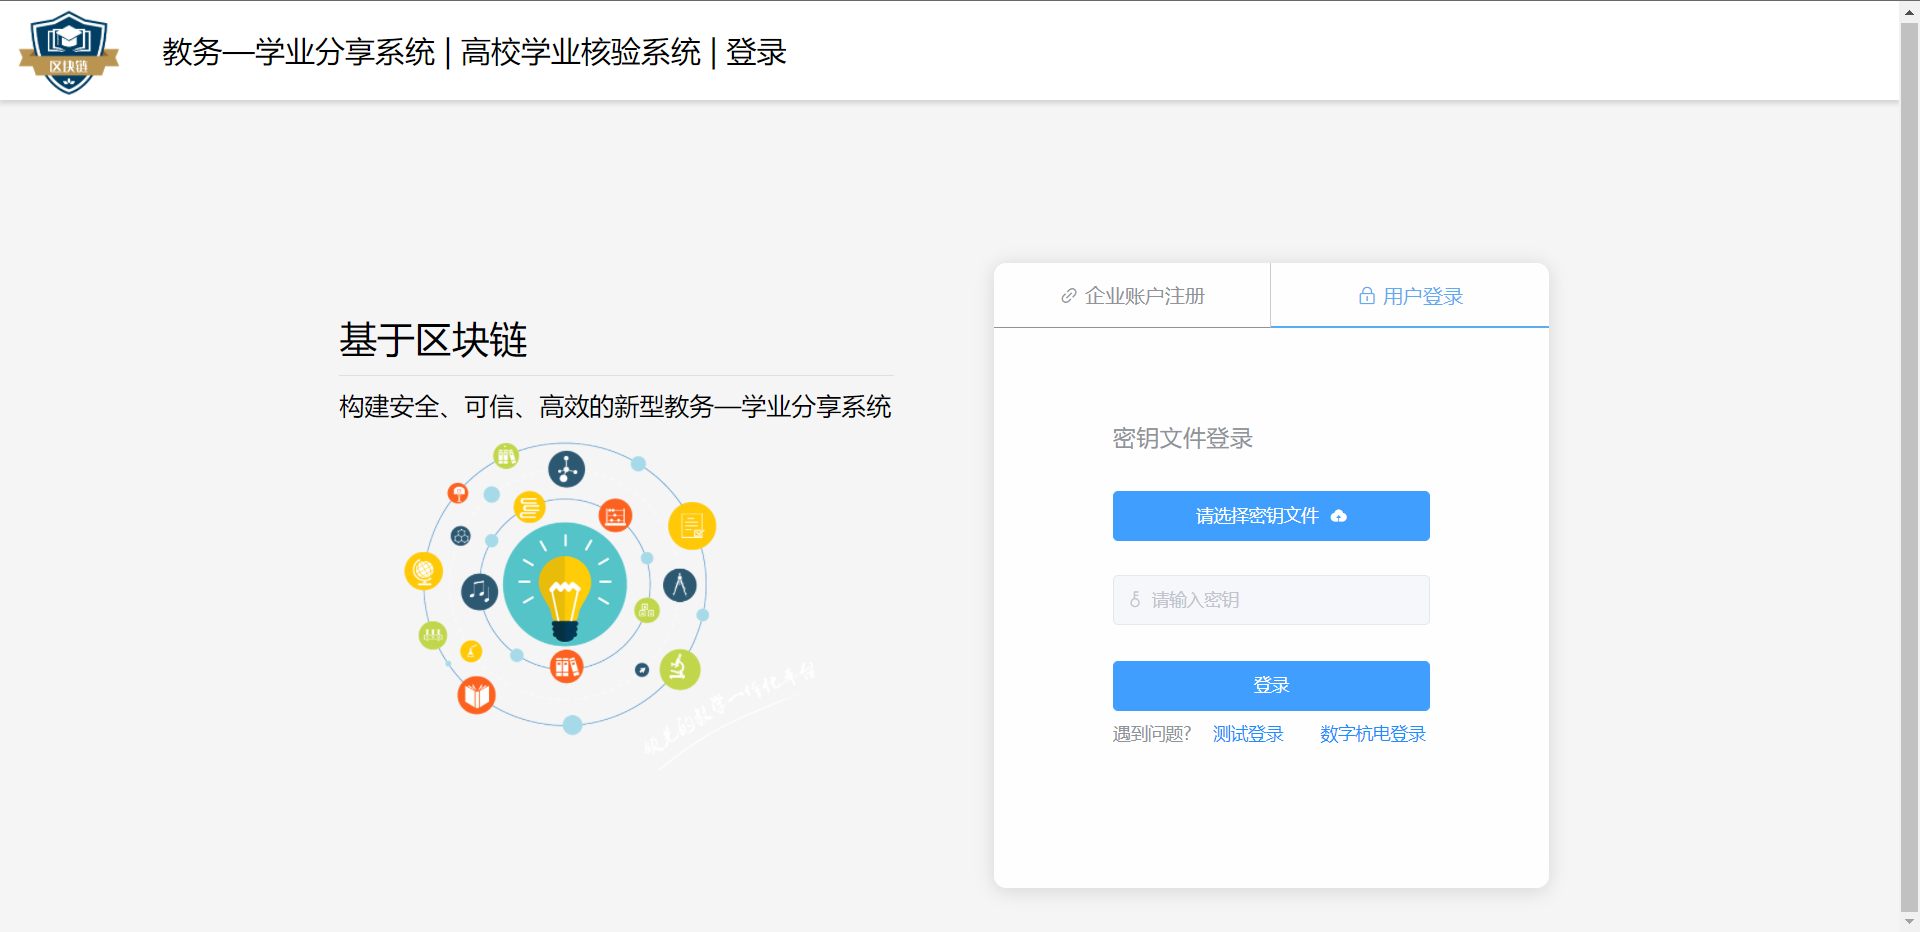 区块链
教务—学业分享系统 | 高校学业核验系统 | 登录
企业账户注册
用户登录
基于区块链
构建安全、可信、高效的新型教务—学业分享系统
密钥文件登录
请选择密钥文件
请输入密钥
登录
遇到问题? 测试登录 数字杭电登录